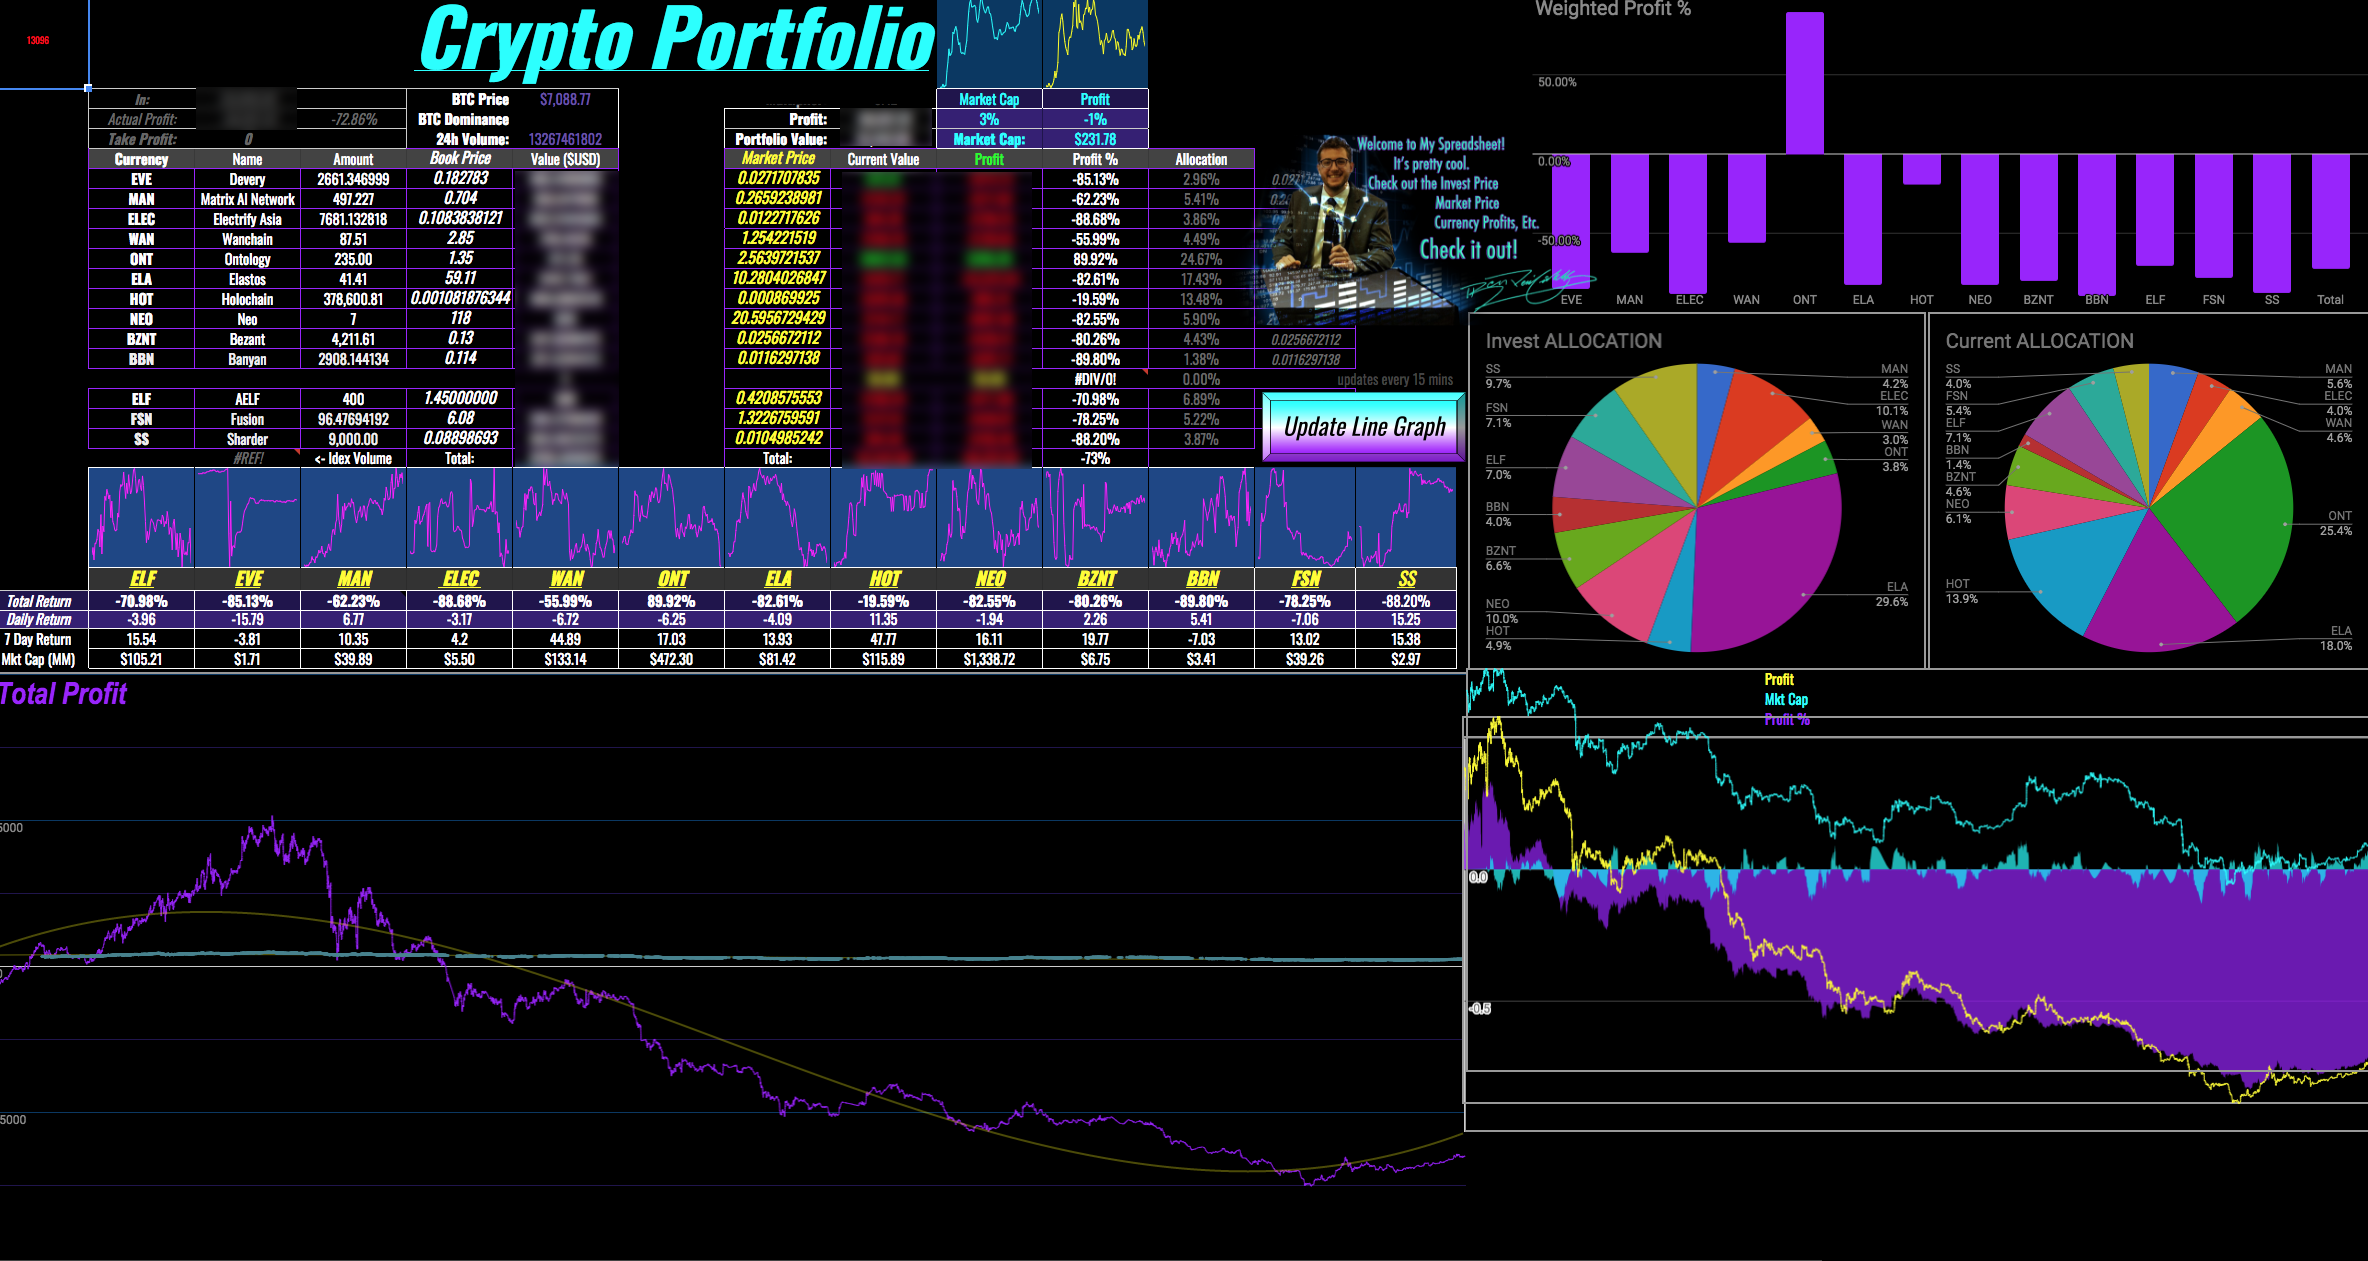 13096
Crypto Portfolio
In:
BTC Price $7,088.77
Market Cap Profit
Actual Profit: -72.86% BTC Dominance
Profit: 3% -1%
Take Profit: 0 24h Volume: 13267461802
Portfolio Value: Market Cap: $231.78
Currency Name Amount Book Price Value ($USD) Market Price Current Value Profit Profit % Allocation
EVE Devery 2661.346999 0.182783 0.0271707835 -85.13% 2.96%
MAN Matrix AI Network 497.227 0.704 0.2659238981 -62.23% 5.41%
ELEC Electrify Asia 7681.132818 0.1083838121 0.0122717626 -88.68% 3.86%
WAN Wanchain 87.51 2.85 1.254221519 -55.99% 4.49%
ONT Ontology 235.00 1.35 2.5639721537 89.92% 24.67%
ELA Elastos 41.41 59.11 10.2804026847 -82.61% 17.43%
HOT Holochain 378,600.81 0.001081876344 0.000869925 -19.59% 13.48%
NEO Neo 7 118 20.5956729429 -82.55% 5.90%
BZNT Bezant 4,211.61 0.13 0.0256672112 -80.26% 4.43% 0.0256672112
BBN Banyan 2908.144134 0.114 0.0116297138 -89.80% 1.38% 0.0116297138
#DIV/0! 0.00% updates every 15 mins
ELF AELF 400 1.45000000 0.4208575553 -70.98% 6.89%
FSN Fusion 96.47694192 6.08 1.3226759591 -78.25% 5.22%
SS Sharder 9,000.00 0.08898693 0.0104985242 -88.20% 3.87%
#REF! <- Idex Volume Total: Total: -73%
Welcome to My Spreadsheet!
It's pretty cool.
Check out the Invest Price
Market Price
Currency Profits, Etc.
Check it out!
Update Line Graph
ELF EVE MAN ELEC WAN ONT ELA HOT NEO BZNT BBN FSN SS
Total Return -70.98% -85.13% -62.23% -88.68% -55.99% 89.92% -82.61% -19.59% -82.55% -80.26% -89.80% -78.25% -88.20%
Daily Return -3.96 -15.79 6.77 -3.17 -6.72 -6.25 -4.09 11.35 -1.94 2.26 5.41 -7.06 15.25
7 Day Return 15.54 -3.81 10.35 4.2 44.89 17.03 13.93 47.77 16.11 19.77 -7.03 13.02 15.38
Mkt Cap (MM) $105.21 $1.71 $39.89 $5.50 $133.14 $472.30 $81.42 $115.89 $1,338.72 $6.75 $3.41 $39.26 $2.97
Weighted Profit %
50.00%
0.00%
-50.00%
EVE MAN ELEC WAN ONT ELA HOT NEO BZNT BBN ELF FSN SS Total
Invest ALLOCATION
SS
9.7%
FSN
7.1%
ELF
7.0%
BBN
4.0%
BZNT
6.6%
NEO
10.0%
HOT
4.9%
MAN
4.2%
ELEC
10.1%
WAN
3.0%
ONT
3.8%
ELA
29.6%
Current ALLOCATION
SS
4.0%
FSN
5.4%
ELF
7.1%
BBN
1.4%
BZNT
4.6%
NEO
6.1%
HOT
13.9%
MAN
5.6%
ELEC
4.0%
WAN
4.6%
ONT
25.4%
ELA
18.0%
Total Profit
5000
0
5000
Profit
Mkt Cap
Profit %
0.0
-0.5